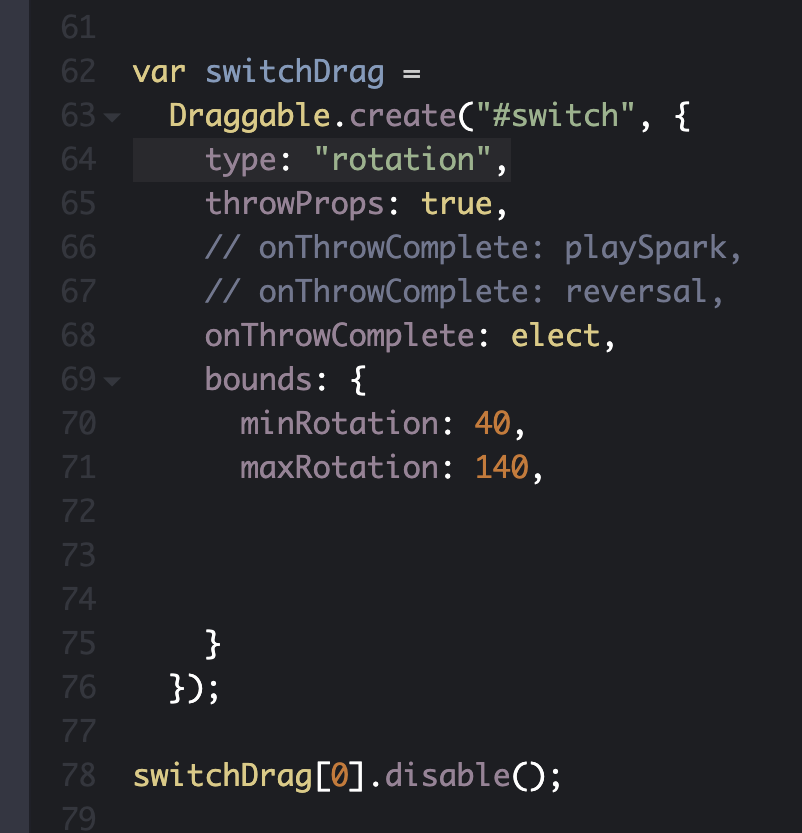 61
62 var switchDrag =
63 Draggable.create("#switch", {
64 type: "rotation",
65 throwProps: true,
66 // onThrowComplete: playSpark,
67 // onThrowComplete: reversal,
68 onThrowComplete: elect,
69 bounds: {
70 minRotation: 40,
71 maxRotation: 140,
72
73
74
75 }
76 });
77
78 switchDrag[0].disable();
79